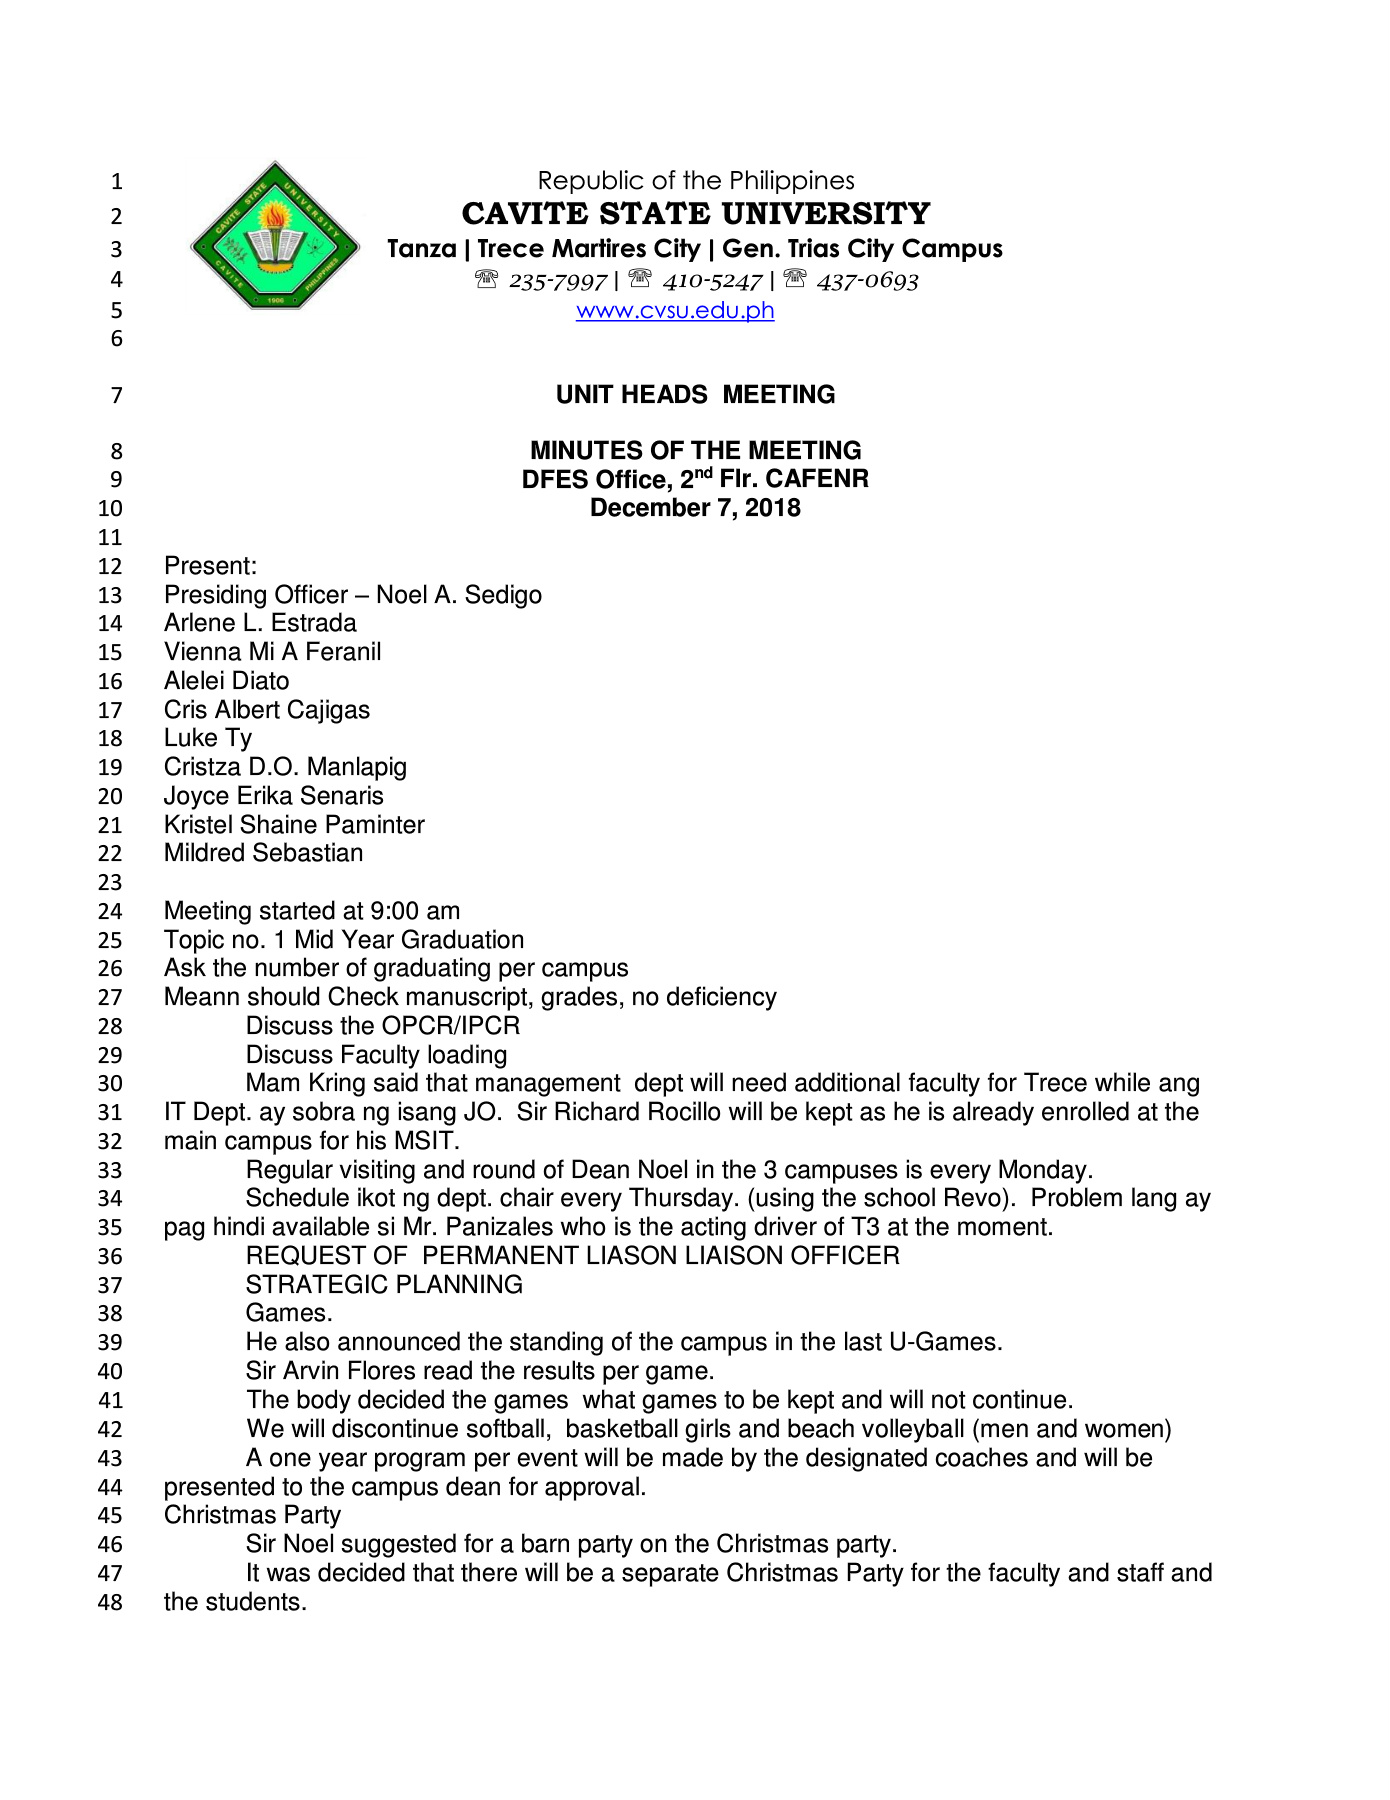 1 Republic of the Philippines
2 CAVITE STATE UNIVERSITY
3 Tanza | Trece Martires City | Gen. Trias City Campus
4 ☏ 235-7997 | ☏ 410-5247 | ☏ 437-0693
5 www.cvsu.edu.ph
6
CAVITE STATE UNIVERSITY
CAVITE PHILIPPINES
1906
7 UNIT HEADS  MEETING
8 MINUTES OF THE MEETING
9 DFES Office, 2nd Flr. CAFENR
10 December 7, 2018
11
12 Present:
13 Presiding Officer – Noel A. Sedigo
14 Arlene L. Estrada
15 Vienna Mi A Feranil
16 Alelei Diato
17 Cris Albert Cajigas
18 Luke Ty
19 Cristza D.O. Manlapig
20 Joyce Erika Senaris
21 Kristel Shaine Paminter
22 Mildred Sebastian
23
24 Meeting started at 9:00 am
25 Topic no. 1 Mid Year Graduation
26 Ask the number of graduating per campus
27 Meann should Check manuscript, grades, no deficiency
28 Discuss the OPCR/IPCR
29 Discuss Faculty loading
30 Mam Kring said that management  dept will need additional faculty for Trece while ang
31 IT Dept. ay sobra ng isang JO.  Sir Richard Rocillo will be kept as he is already enrolled at the
32 main campus for his MSIT.
33 Regular visiting and round of Dean Noel in the 3 campuses is every Monday.
34 Schedule ikot ng dept. chair every Thursday. (using the school Revo).  Problem lang ay
35 pag hindi available si Mr. Panizales who is the acting driver of T3 at the moment.
36 REQUEST OF  PERMANENT LIASON LIAISON OFFICER
37 STRATEGIC PLANNING
38 Games.
39 He also announced the standing of the campus in the last U-Games.
40 Sir Arvin Flores read the results per game.
41 The body decided the games  what games to be kept and will not continue.
42 We will discontinue softball,  basketball girls and beach volleyball (men and women)
43 A one year program per event will be made by the designated coaches and will be
44 presented to the campus dean for approval.
45 Christmas Party
46 Sir Noel suggested for a barn party on the Christmas party.
47 It was decided that there will be a separate Christmas Party for the faculty and staff and
48 the students.